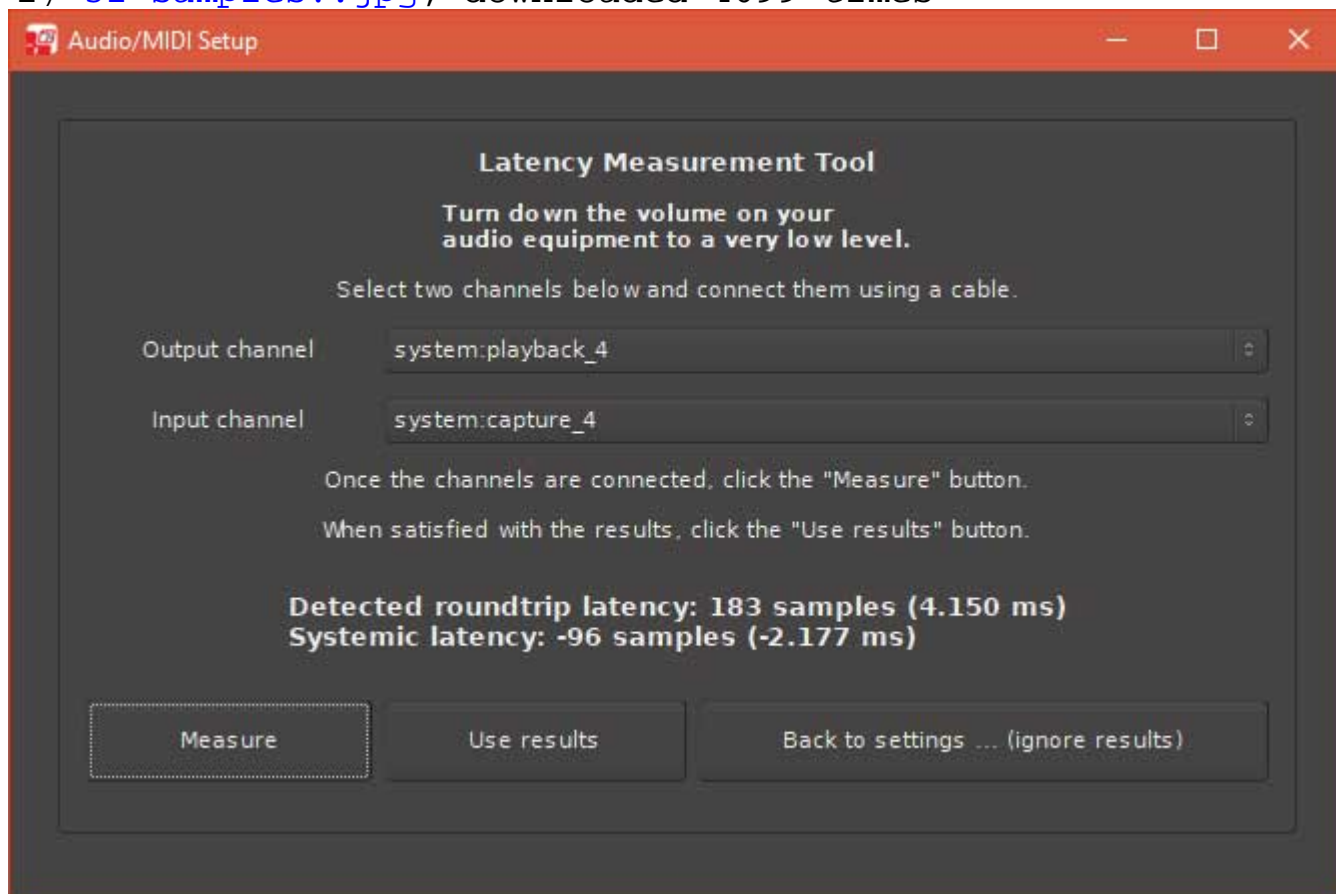 Audio/MIDI Setup
Latency Measurement Tool
Turn down the volume on your
audio equipment to a very low level.
Select two channels below and connect them using a cable.
Output channel system:playback_4
Input channel system:capture_4
Once the channels are connected, click the "Measure" button.
When satisfied with the results, click the "Use results" button.
Detected roundtrip latency: 183 samples (4.150 ms)
Systemic latency: -96 samples (-2.177 ms)
Measure Use results Back to settings ... (ignore results)